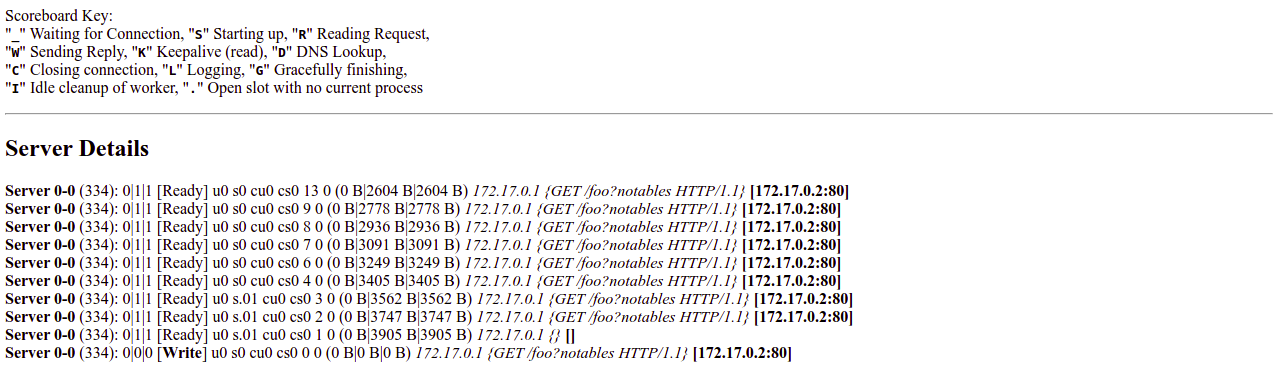 Scoreboard Key:
"_" Waiting for Connection, "S" Starting up, "R" Reading Request,
"W" Sending Reply, "K" Keepalive (read), "D" DNS Lookup,
"C" Closing connection, "L" Logging, "G" Gracefully finishing,
"I" Idle cleanup of worker, "." Open slot with no current process
Server Details
Server 0-0 (334): 0|1|1 [Ready] u0 s0 cu0 cs0 13 0 (0 B|2604 B|2604 B) 172.17.0.1 {GET /foo?notables HTTP/1.1} [172.17.0.2:80]
Server 0-0 (334): 0|1|1 [Ready] u0 s0 cu0 cs0 9 0 (0 B|2778 B|2778 B) 172.17.0.1 {GET /foo?notables HTTP/1.1} [172.17.0.2:80]
Server 0-0 (334): 0|1|1 [Ready] u0 s0 cu0 cs0 8 0 (0 B|2936 B|2936 B) 172.17.0.1 {GET /foo?notables HTTP/1.1} [172.17.0.2:80]
Server 0-0 (334): 0|1|1 [Ready] u0 s0 cu0 cs0 7 0 (0 B|3091 B|3091 B) 172.17.0.1 {GET /foo?notables HTTP/1.1} [172.17.0.2:80]
Server 0-0 (334): 0|1|1 [Ready] u0 s0 cu0 cs0 6 0 (0 B|3249 B|3249 B) 172.17.0.1 {GET /foo?notables HTTP/1.1} [172.17.0.2:80]
Server 0-0 (334): 0|1|1 [Ready] u0 s0 cu0 cs0 4 0 (0 B|3405 B|3405 B) 172.17.0.1 {GET /foo?notables HTTP/1.1} [172.17.0.2:80]
Server 0-0 (334): 0|1|1 [Ready] u0 s.01 cu0 cs0 3 0 (0 B|3562 B|3562 B) 172.17.0.1 {GET /foo?notables HTTP/1.1} [172.17.0.2:80]
Server 0-0 (334): 0|1|1 [Ready] u0 s.01 cu0 cs0 2 0 (0 B|3747 B|3747 B) 172.17.0.1 {GET /foo?notables HTTP/1.1} [172.17.0.2:80]
Server 0-0 (334): 0|1|1 [Ready] u0 s.01 cu0 cs0 1 0 (0 B|3905 B|3905 B) 172.17.0.1 {} []
Server 0-0 (334): 0|0|0 [Write] u0 s0 cu0 cs0 0 0 (0 B|0 B|0 B) 172.17.0.1 {GET /foo?notables HTTP/1.1} [172.17.0.2:80]